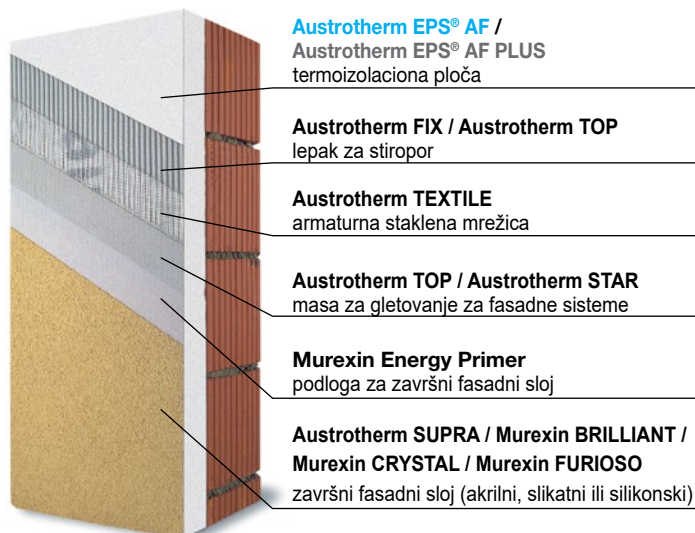 Austrotherm EPS® AF /
Austrotherm EPS® AF PLUS
termoizolaciona ploča
Austrotherm FIX / Austrotherm TOP
lepak za stiropor
Austrotherm TEXTILE
armaturna staklena mrežica
Austrotherm TOP / Austrotherm STAR
masa za gletovanje za fasadne sisteme
Murexin Energy Primer
podloga za završni fasadni sloj
Austrotherm SUPRA / Murexin BRILLIANT /
Murexin CRYSTAL / Murexin FURIOSO
završni fasadni sloj (akrilni, slikatni ili silikonski)